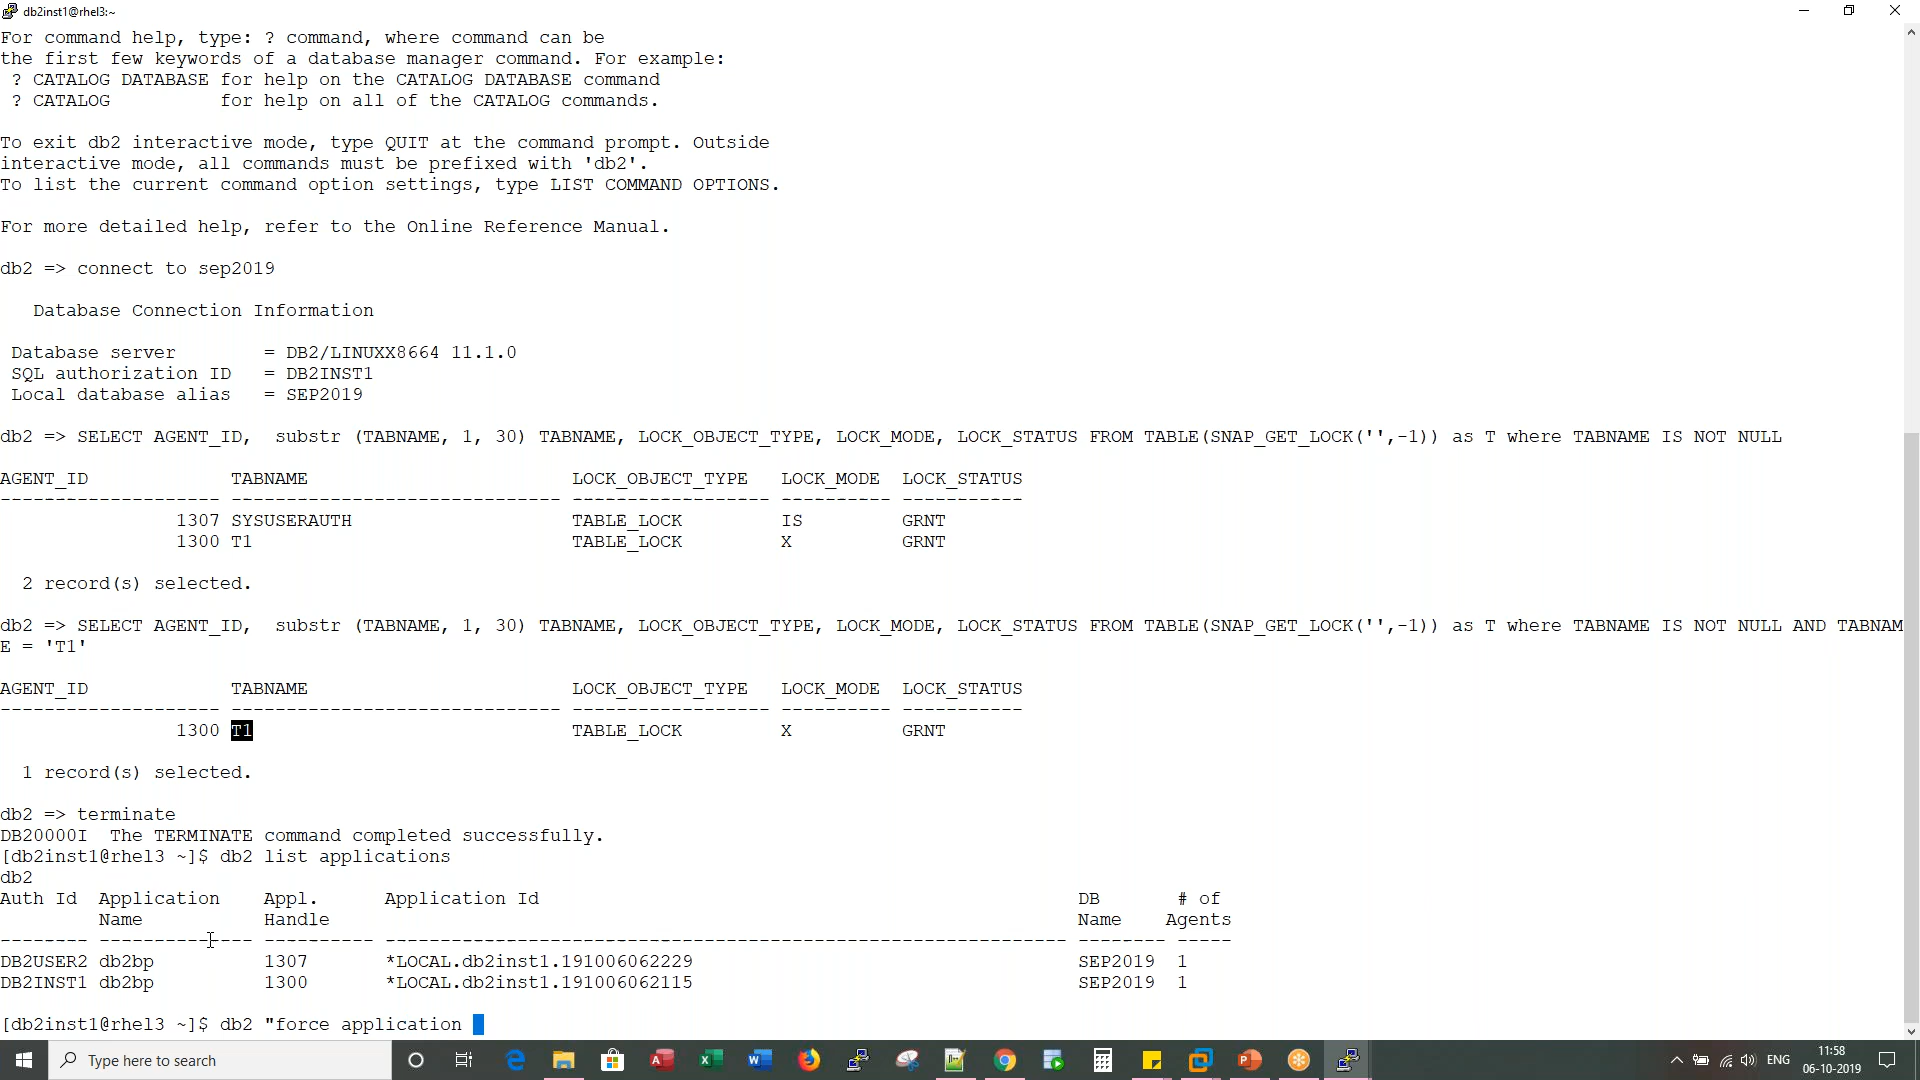 db2inst1@rhel3:~
For command help, type: ? command, where command can be
the first few keywords of a database manager command. For example:
 ? CATALOG DATABASE for help on the CATALOG DATABASE command
 ? CATALOG          for help on all of the CATALOG commands.
To exit db2 interactive mode, type QUIT at the command prompt. Outside
interactive mode, all commands must be prefixed with 'db2'.
To list the current command option settings, type LIST COMMAND OPTIONS.
For more detailed help, refer to the Online Reference Manual.
db2 => connect to sep2019
   Database Connection Information
 Database server        = DB2/LINUXX8664 11.1.0
 SQL authorization ID   = DB2INST1
 Local database alias   = SEP2019
db2 => SELECT AGENT_ID,  substr (TABNAME, 1, 30) TABNAME, LOCK_OBJECT_TYPE, LOCK_MODE, LOCK_STATUS FROM TABLE(SNAP_GET_LOCK('',-1)) as T where TABNAME IS NOT NULL
AGENT_ID             TABNAME                        LOCK_OBJECT_TYPE   LOCK_MODE  LOCK_STATUS
-------------------- ------------------------------ ------------------ ---------- -----------
                1307 SYSUSERAUTH                    TABLE_LOCK         IS         GRNT
                1300 T1                             TABLE_LOCK         X          GRNT
  2 record(s) selected.
db2 => SELECT AGENT_ID,  substr (TABNAME, 1, 30) TABNAME, LOCK_OBJECT_TYPE, LOCK_MODE, LOCK_STATUS FROM TABLE(SNAP_GET_LOCK('',-1)) as T where TABNAME IS NOT NULL AND TABNAM
E = 'T1'
AGENT_ID             TABNAME                        LOCK_OBJECT_TYPE   LOCK_MODE  LOCK_STATUS
-------------------- ------------------------------ ------------------ ---------- -----------
                1300 T1                             TABLE_LOCK         X          GRNT
  1 record(s) selected.
db2 => terminate
DB20000I  The TERMINATE command completed successfully.
[db2inst1@rhel3 ~]$ db2 list applications
db2
Auth Id  Application    Appl.      Application Id                                                 DB       # of
         Name           Handle                                                                    Name    Agents
-------- -------------- ---------- -------------------------------------------------------------- -------- -----
DB2USER2 db2bp          1307       *LOCAL.db2inst1.191006062229                                   SEP2019  1
DB2INST1 db2bp          1300       *LOCAL.db2inst1.191006062115                                   SEP2019  1
[db2inst1@rhel3 ~]$ db2 "force application
Type here to search
ENG
11:58
06-10-2019